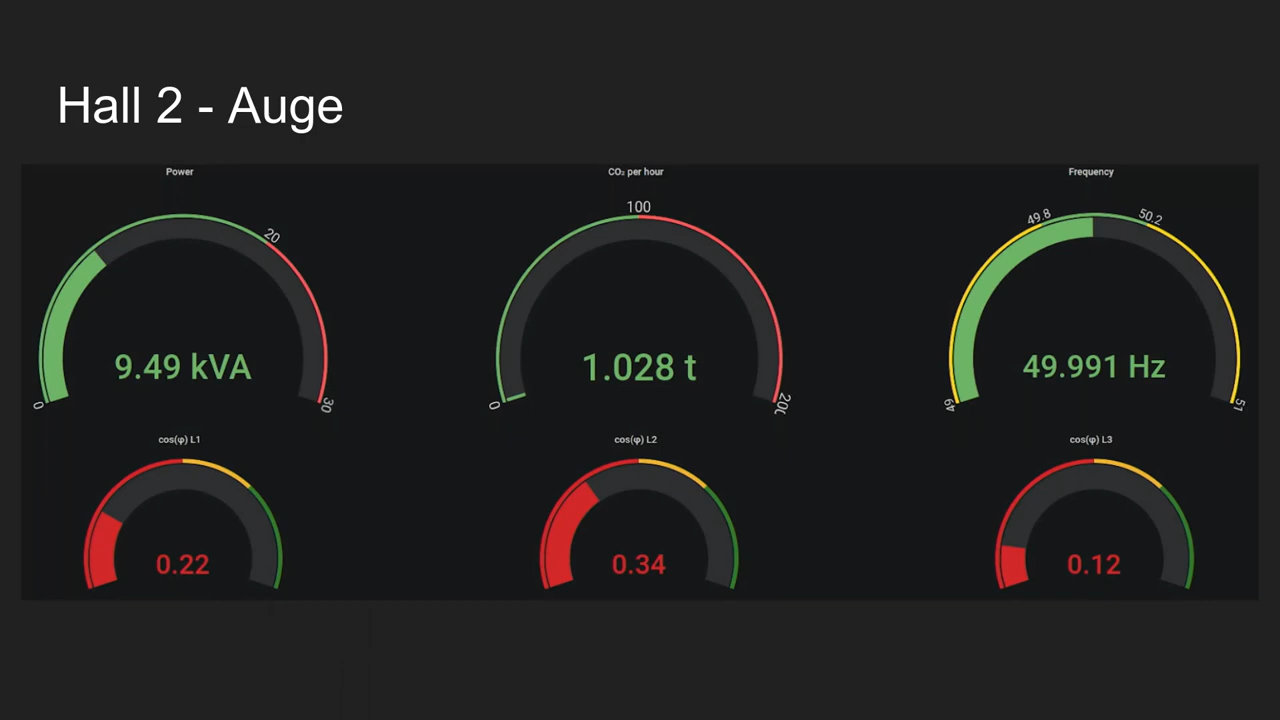 Hall 2 - Auge
Power
CO₂ per hour
Frequency
20
100
49.8
50.2
9.49 kVA
1.028 t
49.991 Hz
0
30
0
200
49
51
cos(φ) L1
cos(φ) L2
cos(φ) L3
0.22
0.34
0.12